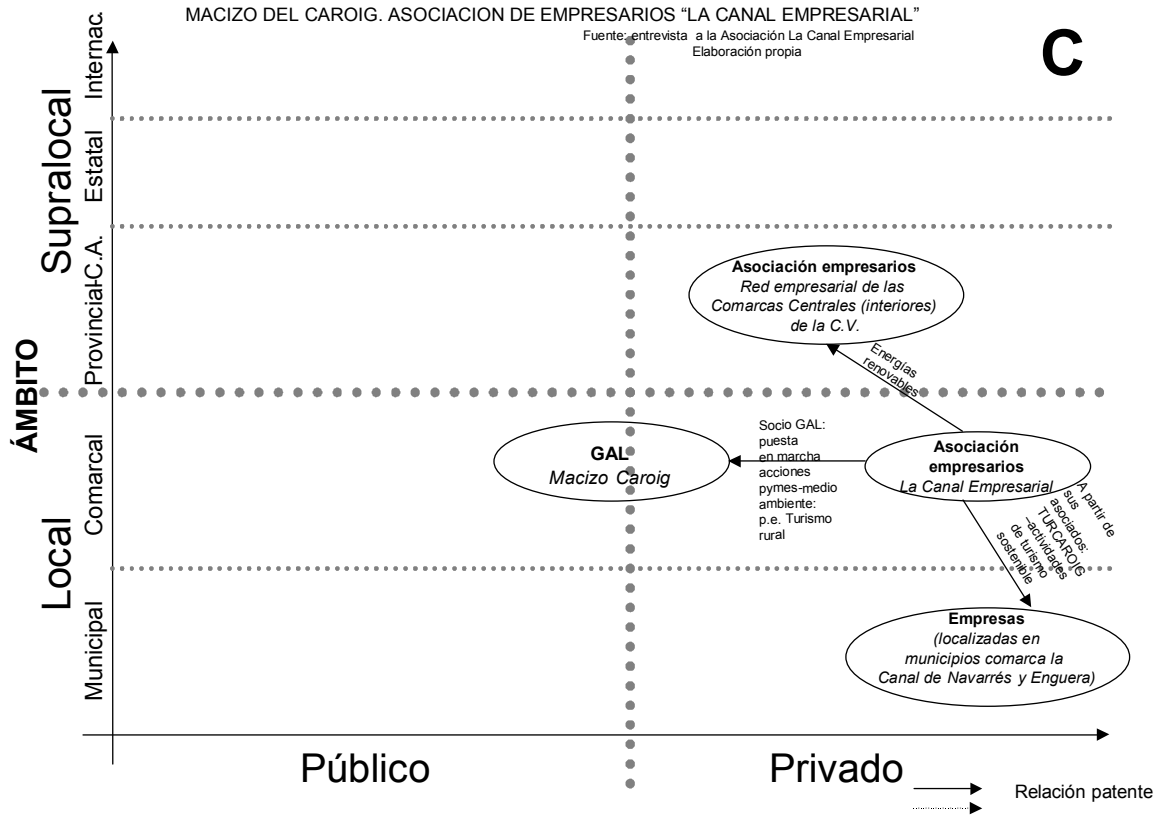 MACIZO DEL CAROIG. ASOCIACION DE EMPRESARIOS “LA CANAL EMPRESARIAL”
Fuente: entrevista a la Asociación La Canal Empresarial
Elaboración propia
C
ÁMBITO
Supralocal
Local
Internac.
Estatal
Provincial-C.A.
Comarcal
Municipal
Asociación empresarios
Red empresarial de las
Comarcas Centrales (interiores)
de la C.V.
Energías
renovables
GAL
Macizo Caroig
Socio GAL:
puesta
en marcha
acciones
pymes-medio
ambiente:
p.e. Turismo
rural
Asociación
empresarios
La Canal Empresarial
A partir de
sus
asociados:
TURCAROIG
–actividades
de turismo
sostenible
Empresas
(localizadas en
municipios comarca la
Canal de Navarrés y Enguera)
Público
Privado
Relación patente